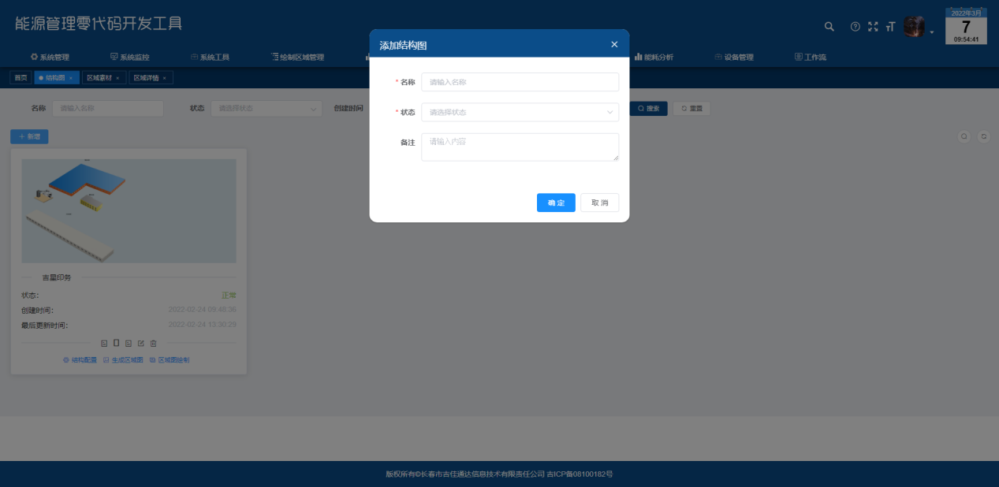 能源管理零代码开发工具
2022年3月
7
09:54:41
系统管理
系统监控
系统工具
绘制区域管理
能耗分析
设备管理
工作流
首页
结构图 ×
区域素材 ×
区域详情 ×
名称 请输入名称
状态 请选择状态
创建时间
搜索
重置
+ 新增
添加结构图
* 名称 请输入名称
* 状态 请选择状态
备注 请输入内容
确 定
取 消
吉星印务
状态: 正常
创建时间: 2022-02-24 09:48:36
最后更新时间: 2022-02-24 13:30:29
结构配置 生成区域图 区域图绘制
版权所有©长春市吉佳通达信息技术有限责任公司 吉ICP备08100182号